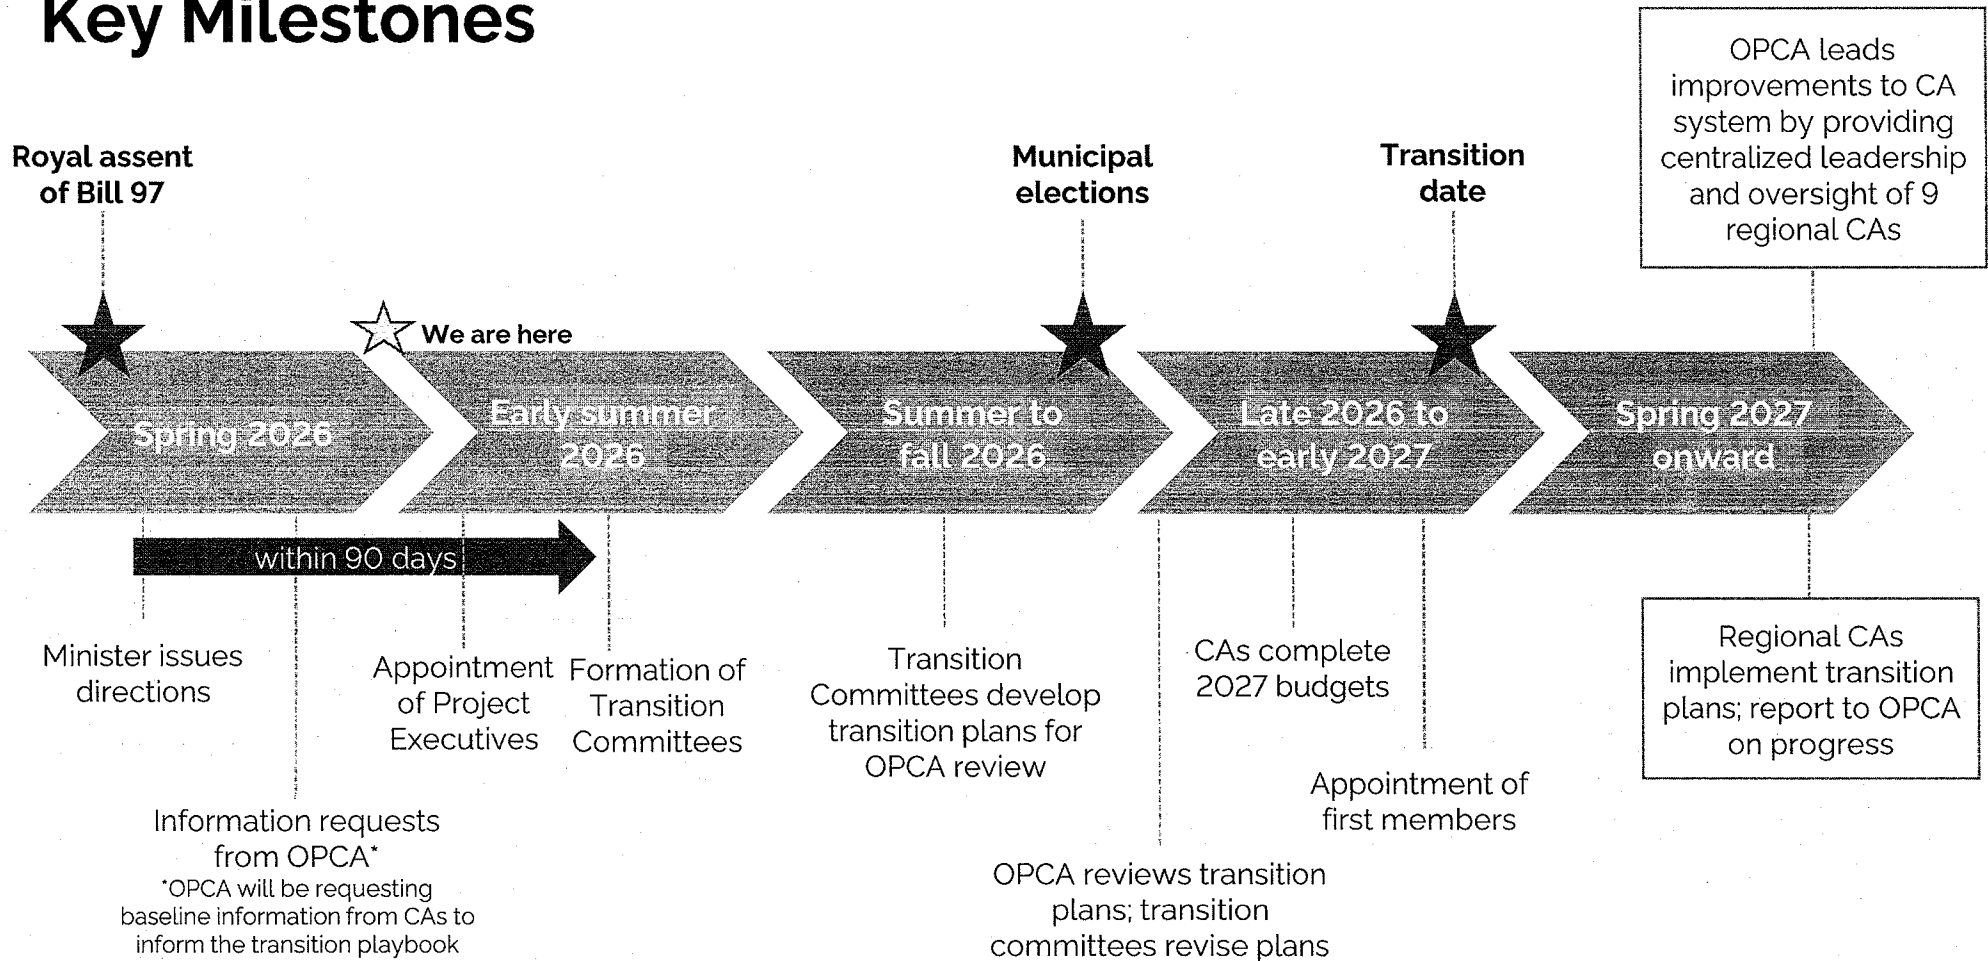 Key Milestones
Royal assent
of Bill 97
We are here
Municipal
elections
Transition
date
OPCA leads
improvements to CA
system by providing
centralized leadership
and oversight of 9
regional CAs
Spring 2026
Early summer
2026
Summer to
fall 2026
Late 2026 to
early 2027
Spring 2027
onward
within 90 days
Minister issues
directions
Information requests
from OPCA*
*OPCA will be requesting
baseline information from CAs to
inform the transition playbook
Appointment
of Project
Executives
Formation of
Transition
Committees
Transition
Committees develop
transition plans for
OPCA review
OPCA reviews transition
plans; transition
committees revise plans
CAs complete
2027 budgets
Appointment of
first members
Regional CAs
implement transition
plans; report to OPCA
on progress